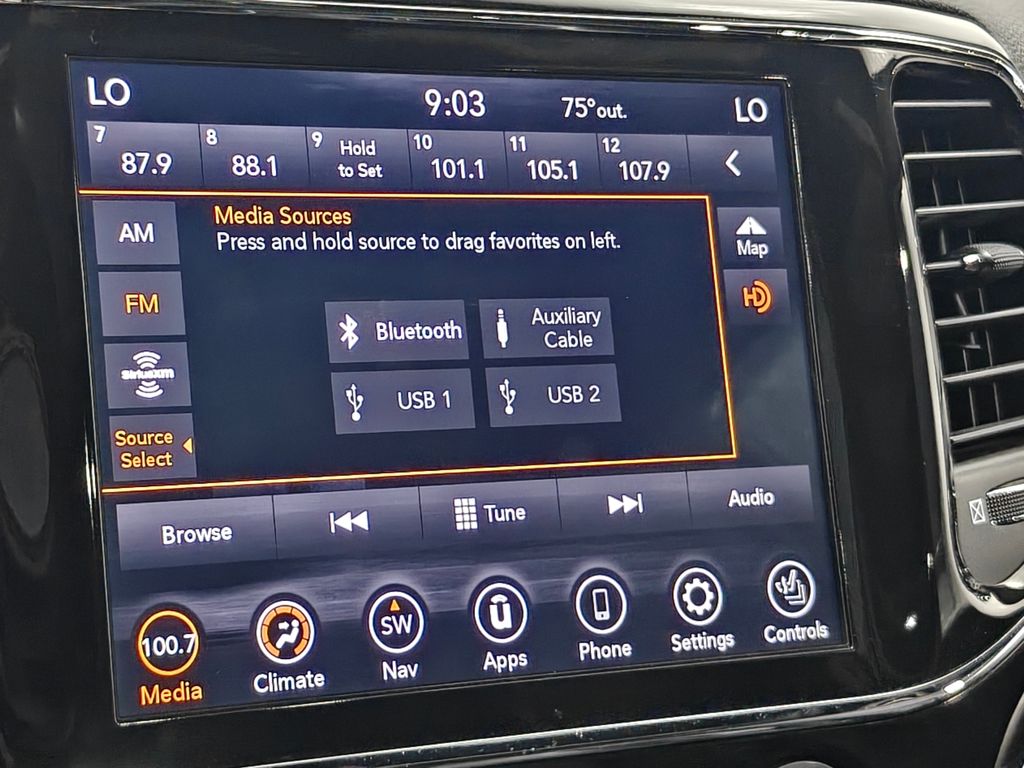 LO 9:03 75° out. LO
7 87.9 8 88.1 9 Hold to Set 10 101.1 11 105.1 12 107.9
AM
Media Sources
Press and hold source to drag favorites on left.
Map
FM
HD
Bluetooth
Auxiliary
Cable
SiriusXM
USB 1
USB 2
Source
Select
Browse
Tune
Audio
100.7
SW
Media
Climate
Nav
Apps
Phone
Settings
Controls